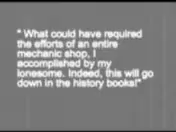 " What could have required
the efforts of an entire
mechanic shop, I
accomplished by my
lonesome. Indeed, this will go
down in the history books!"